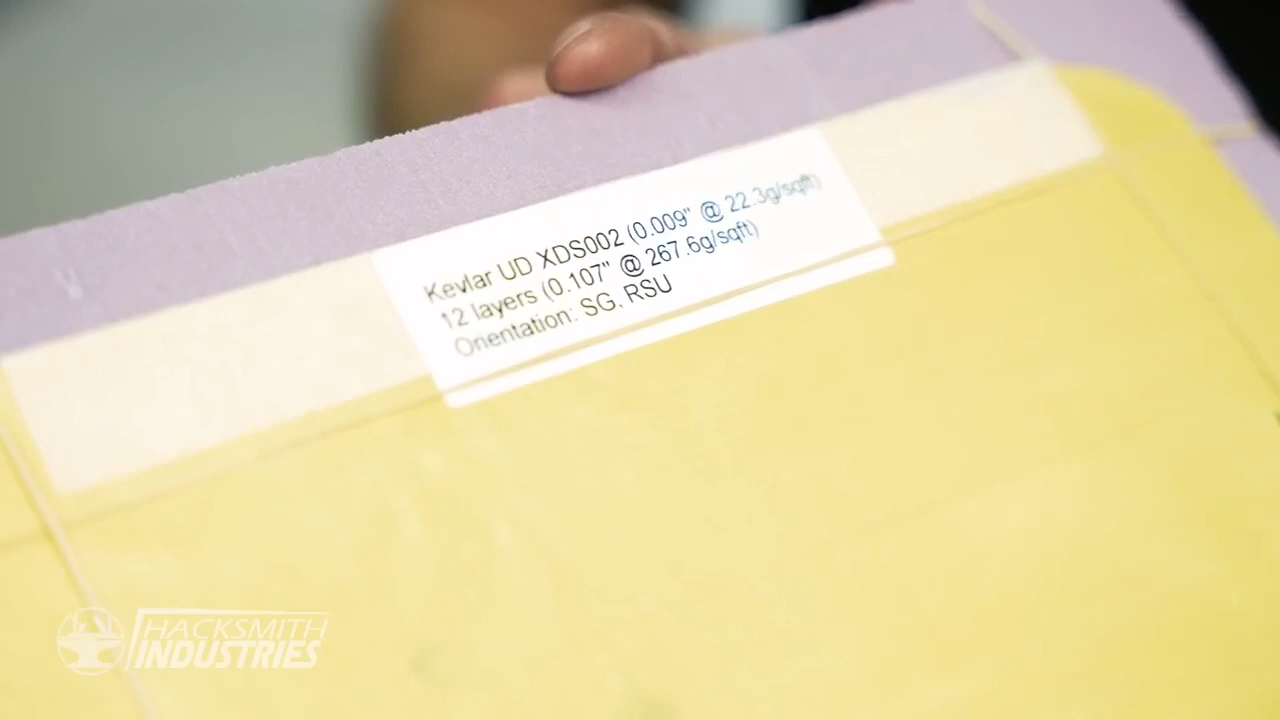 Kevlar UD XDS002 (0.009" @ 22.3g/sqft)
12 layers (0.107" @ 267.6g/sqft)
Orientation: SG, RSU
HACKSMITH
INDUSTRIES